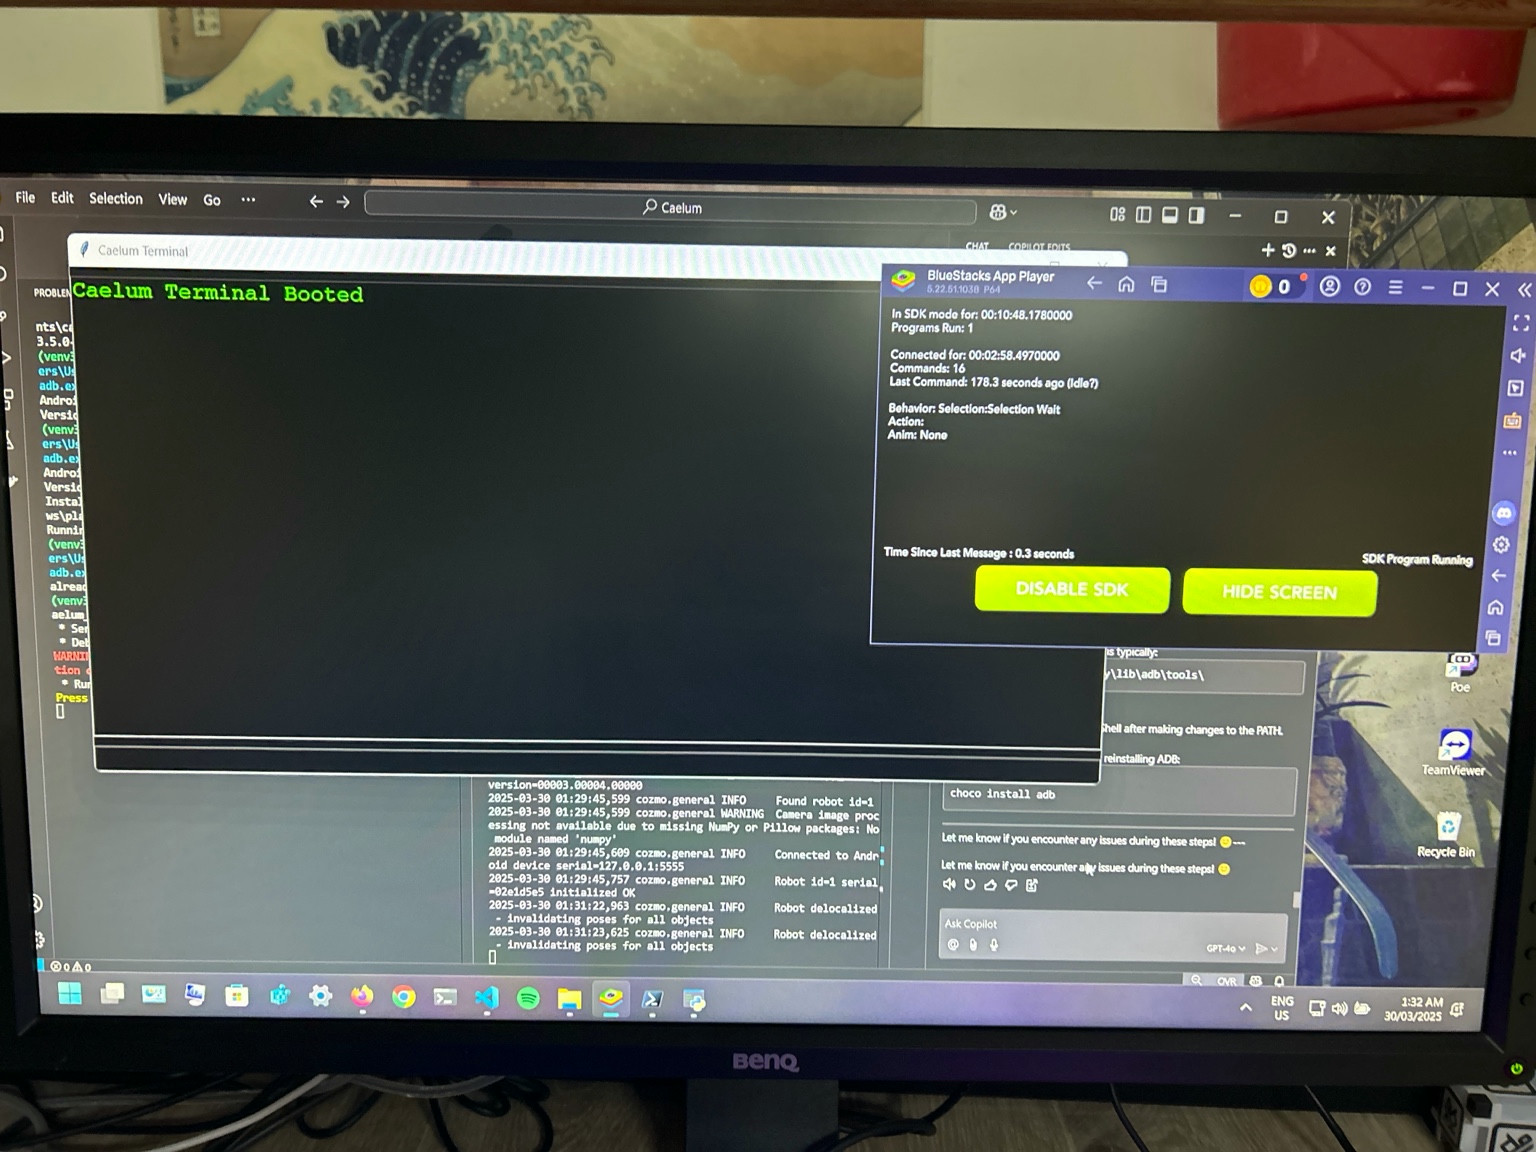 File Edit Selection View Go ...
Caelum
CHAT COPILOT EDITS
Caelum Terminal
Caelum Terminal Booted
PROBLEM
nts\ca
3.5.0
(venv3
ers\Us
adb.ex
Androi
Versio
(venv3
ers\Us
adb.ex
Androi
Versio
Instal
ws\pla
Runnin
(venv3
ers\Us
adb.ex
alread
(venv3
aelum_
* Ser
* Deb
WARNI
tion
* Run
Press
BlueStacks App Player
5.22.51.1038 P64
0
In SDK mode for: 00:10:48.1780000
Programs Run: 1
Connected for: 00:02:58.4970000
Commands: 16
Last Command: 178.3 seconds ago (Idle?)
Behavior: Selection:Selection Wait
Action:
Anim: None
Time Since Last Message : 0.3 seconds
SDK Program Running
DISABLE SDK
HIDE SCREEN
is typically:
y\lib\adb\tools\
hell after making changes to the PATH.
reinstalling ADB:
choco install adb
Let me know if you encounter any issues during these steps! 😊---
Let me know if you encounter any issues during these steps! 😊
Ask Copilot
GPT-4o
version=00003.00004.00000
2025-03-30 01:29:45,599 cozmo.general INFO Found robot id=1
2025-03-30 01:29:45,599 cozmo.general WARNING Camera image proc
essing not available due to missing NumPy or Pillow packages: No
module named 'numpy'
2025-03-30 01:29:45,609 cozmo.general INFO Connected to Andr
oid device serial=127.0.0.1:5555
2025-03-30 01:29:45,757 cozmo.general INFO Robot id=1 serial
=02e1d5e5 initialized OK
2025-03-30 01:31:22,963 cozmo.general INFO Robot delocalized
- invalidating poses for all objects
2025-03-30 01:31:23,625 cozmo.general INFO Robot delocalized
- invalidating poses for all objects
Poe
TeamViewer
Recycle Bin
0 0
OVR
ENG
US
1:32 AM
30/03/2025
BenQ